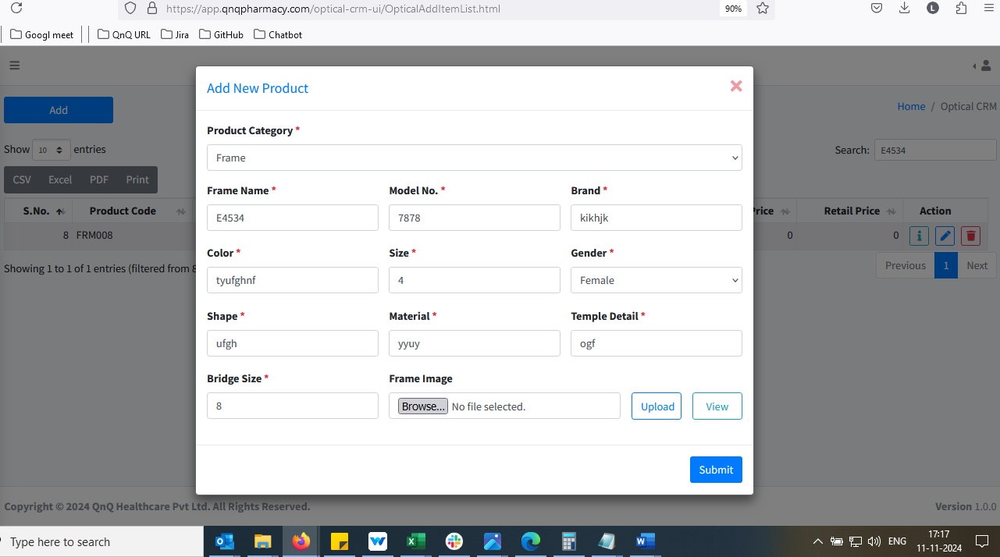 https://app.qnqpharmacy.com/optical-crm-ui/OpticalAddItemList.html 90% L
Googl meet QnQ URL Jira GitHub Chatbot
Add New Product
Add
Home / Optical CRM
Product Category *
Show 10 entries
Search: E4534
Frame
CSV Excel PDF Print
Frame Name * Model No. * Brand *
S.No. Product Code Price Retail Price Action
E4534 7878 kikhjk
8 FRM008 0 0
Color * Size * Gender *
Showing 1 to 1 of 1 entries (filtered from 8
Previous 1 Next
tyufghnf 4 Female
Shape * Material * Temple Detail *
ufgh yyuy ogf
Bridge Size * Frame Image
8 Browse... No file selected. Upload View
Submit
Copyright © 2024 QnQ Healthcare Pvt Ltd. All Rights Reserved. Version 1.0.0
Type here to search
ENG
17:17
11-11-2024